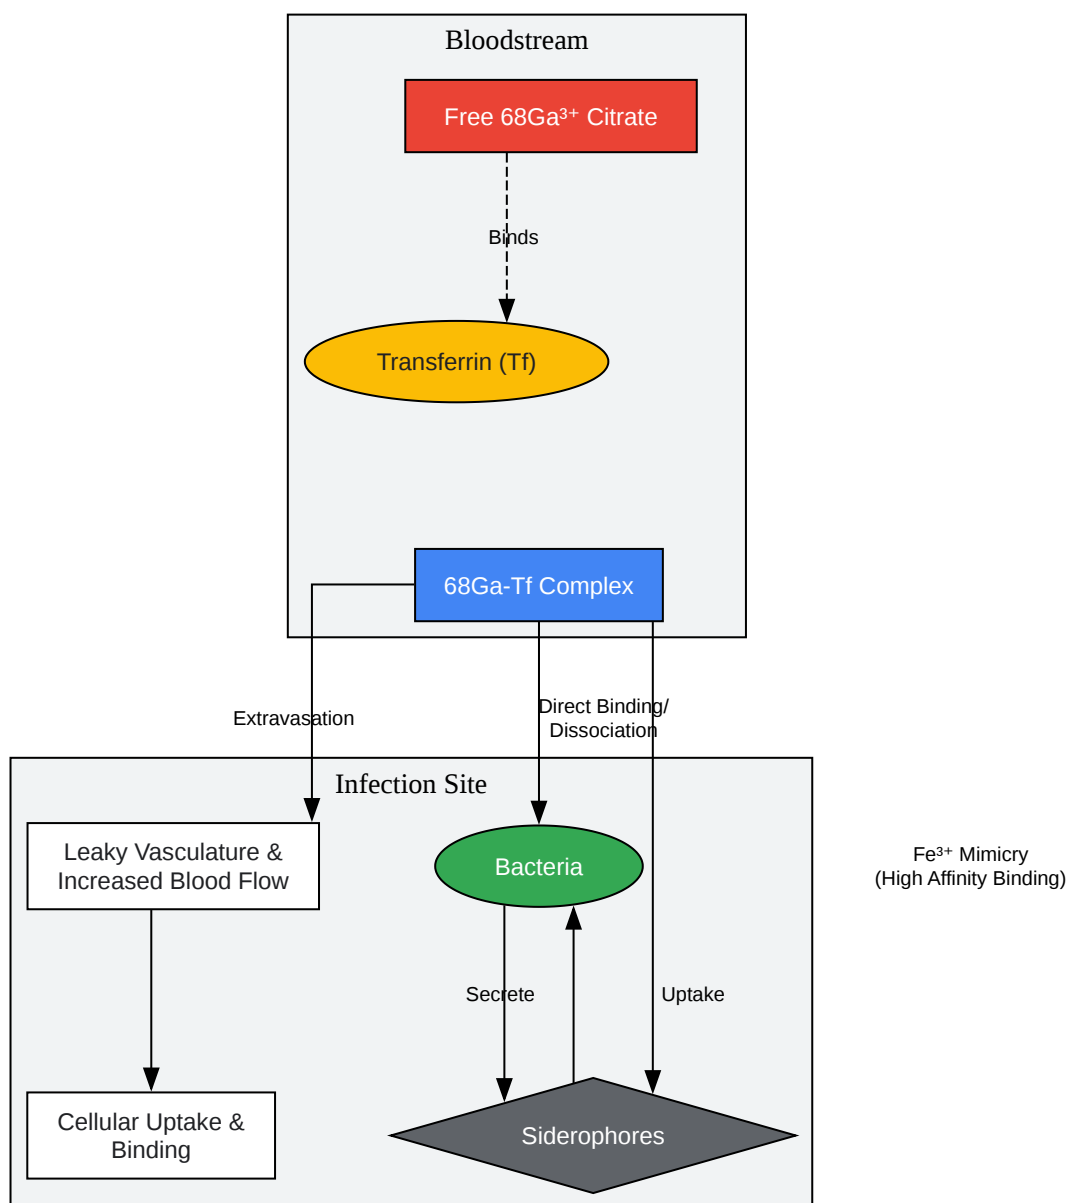 Bloodstream
Free 68Ga³⁺ Citrate
Binds
Transferrin (Tf)
68Ga-Tf Complex
Extravasation
Direct Binding/
Dissociation
Infection Site
Leaky Vasculature &
Increased Blood Flow
Bacteria
Fe³⁺ Mimicry
(High Affinity Binding)
Secrete
Uptake
Cellular Uptake &
Binding
Siderophores